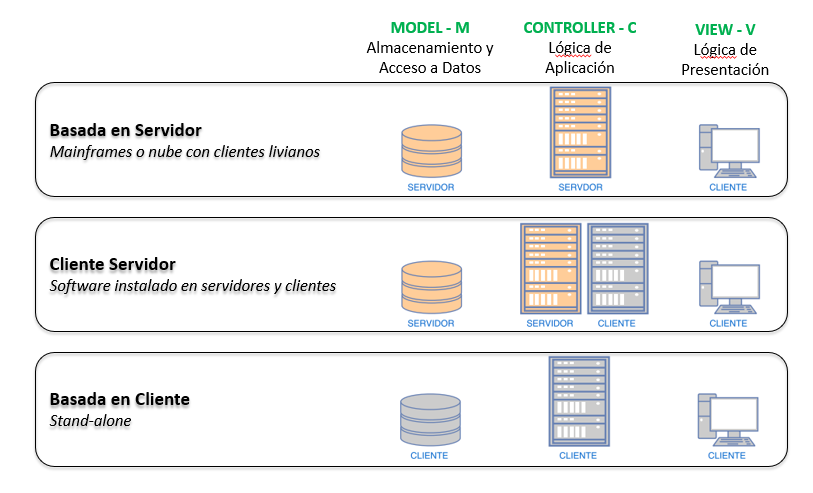 MODEL - M
Almacenamiento y
Acceso a Datos
CONTROLLER - C
Lógica de
Aplicación
VIEW - V
Lógica de
Presentación
Basada en Servidor
Mainframes o nube con clientes livianos
SERVIDOR
SERVDOR
CLIENTE
Cliente Servidor
Software instalado en servidores y clientes
SERVIDOR
SERVIDOR
CLIENTE
CLIENTE
Basada en Cliente
Stand-alone
CLIENTE
CLIENTE
CLIENTE